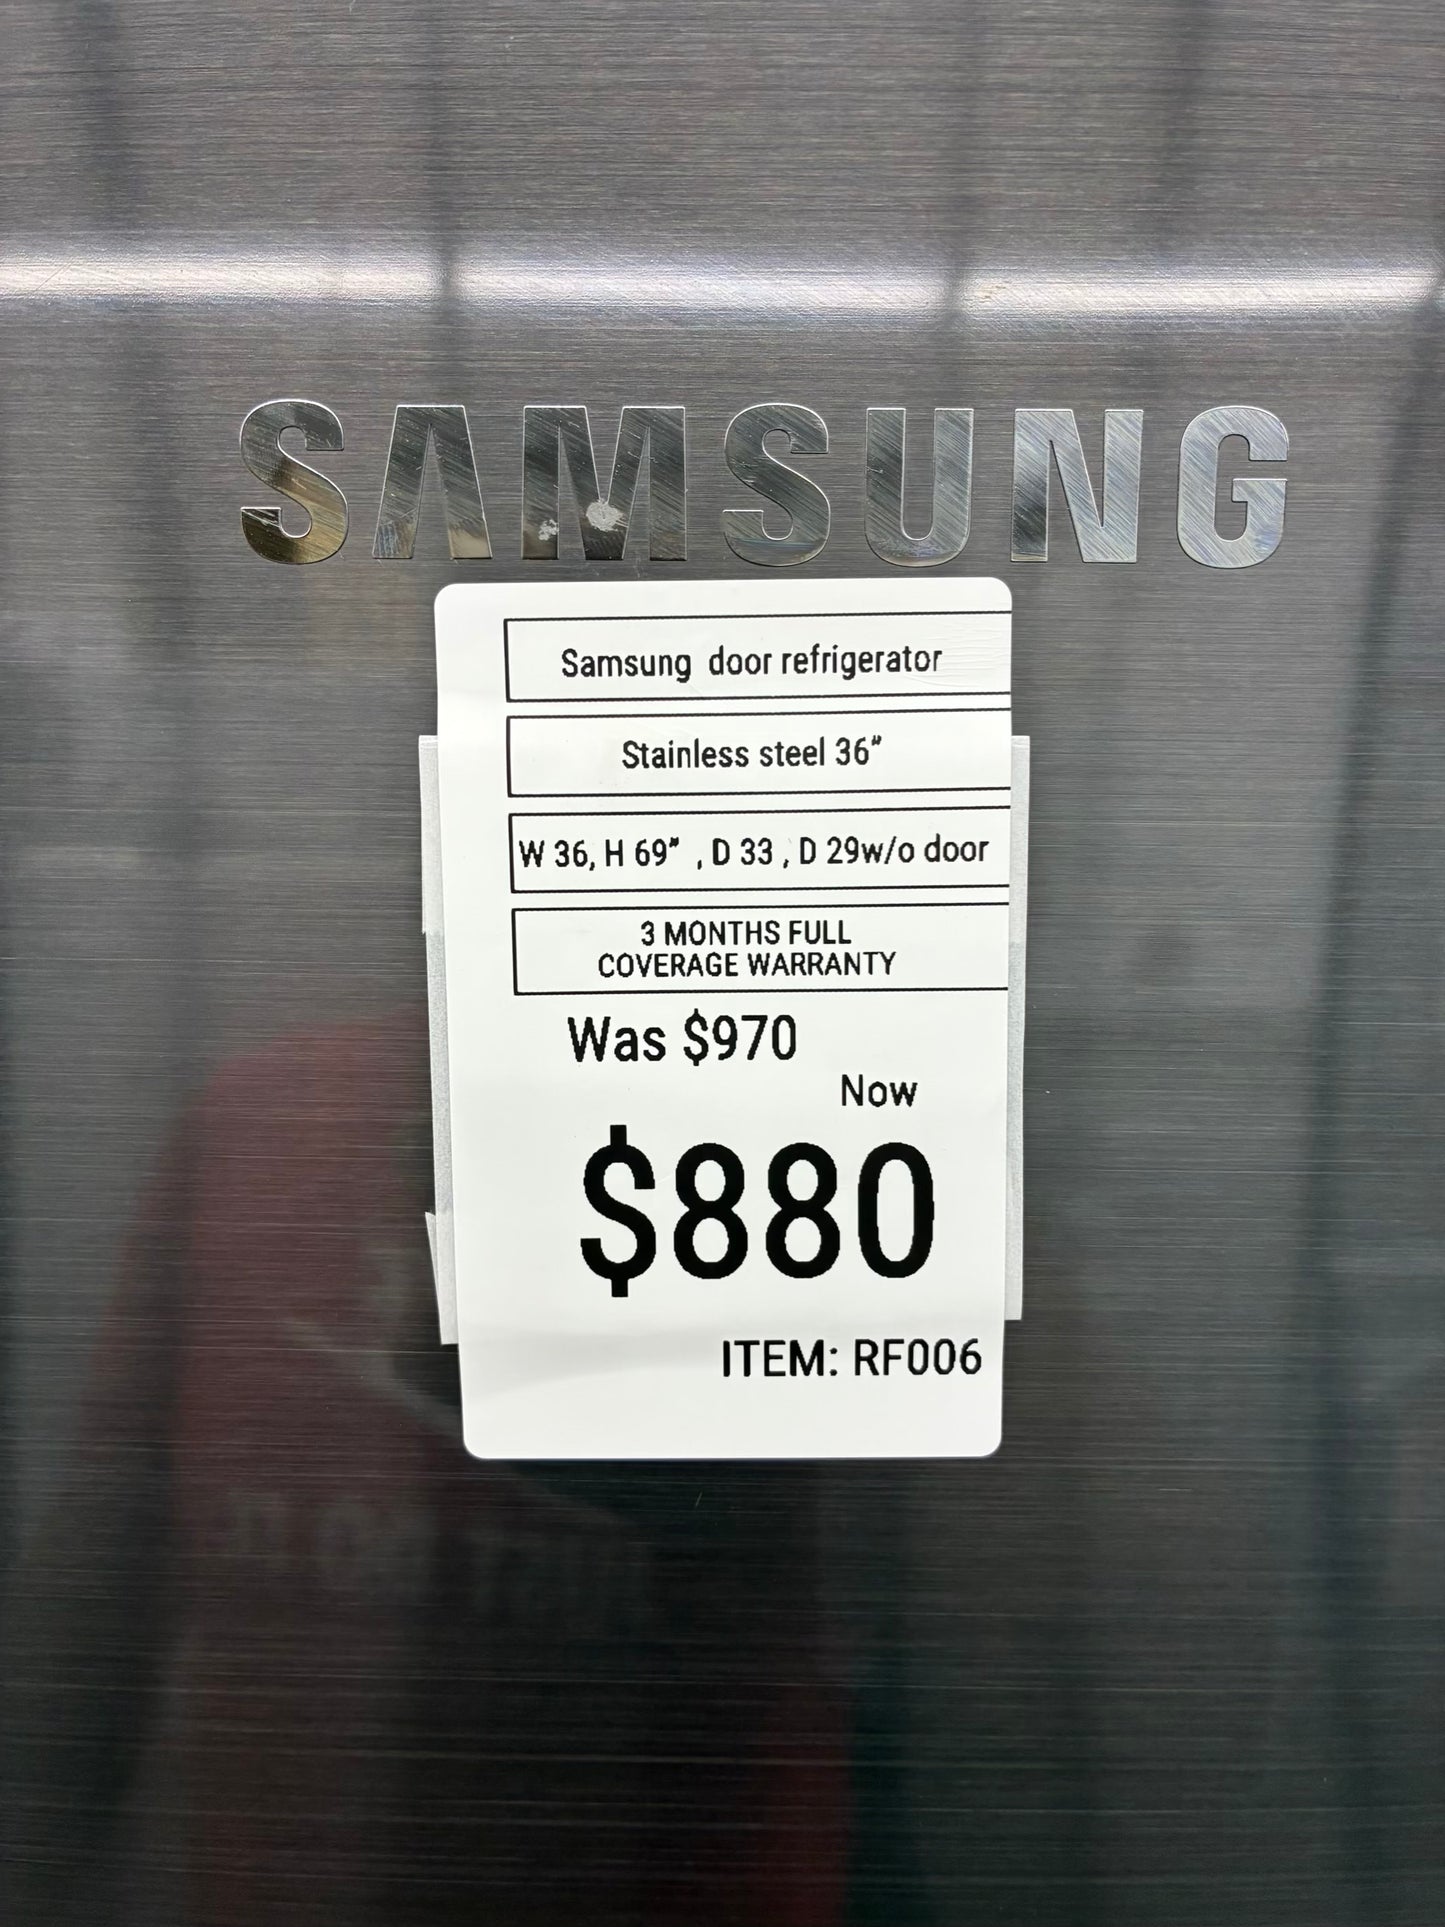 SAMSUNG
Samsung door refrigerator
Stainless steel 36"
W 36, H 69" , D 33 , D 29w/o door
3 MONTHS FULL
COVERAGE WARRANTY
Was $970
Now
$880
ITEM: RF006